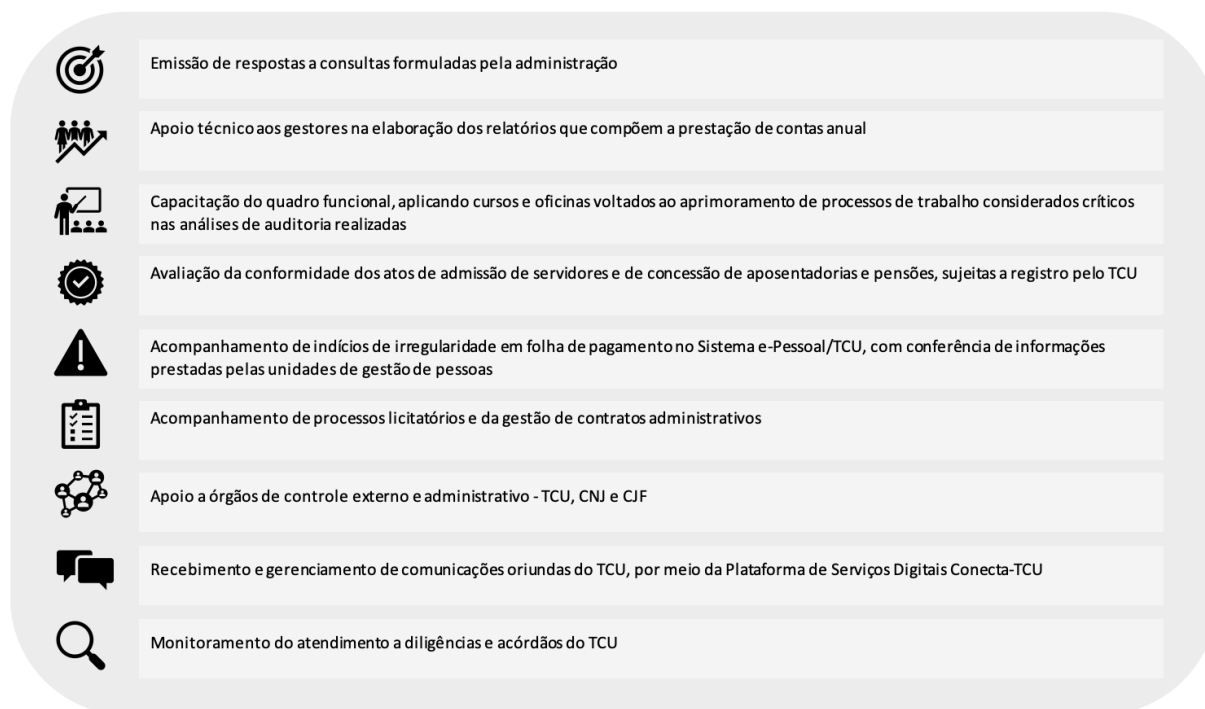 Emissão de respostas a consultas formuladas pela administração
Apoio técnico aos gestores na elaboração dos relatórios que compõem a prestação de contas anual
Capacitação do quadro funcional, aplicando cursos e oficinas voltados ao aprimoramento de processos de trabalho considerados críticos
nas análises de auditoria realizadas
Avaliação da conformidade dos atos de admissão de servidores e de concessão de aposentadorias e pensões, sujeitas a registro pelo TCU
Acompanhamento de indícios de irregularidade em folha de pagamento no Sistema e-Pessoal/TCU, com conferência de informações
prestadas pelas unidades de gestão de pessoas
Acompanhamento de processos licitatórios e da gestão de contratos administrativos
Apoio a órgãos de controle externo e administrativo - TCU, CNJ e CJF
Recebimento e gerenciamento de comunicações oriundas do TCU, por meio da Plataforma de Serviços Digitais Conecta-TCU
Monitoramento do atendimento a diligências e acórdãos do TCU